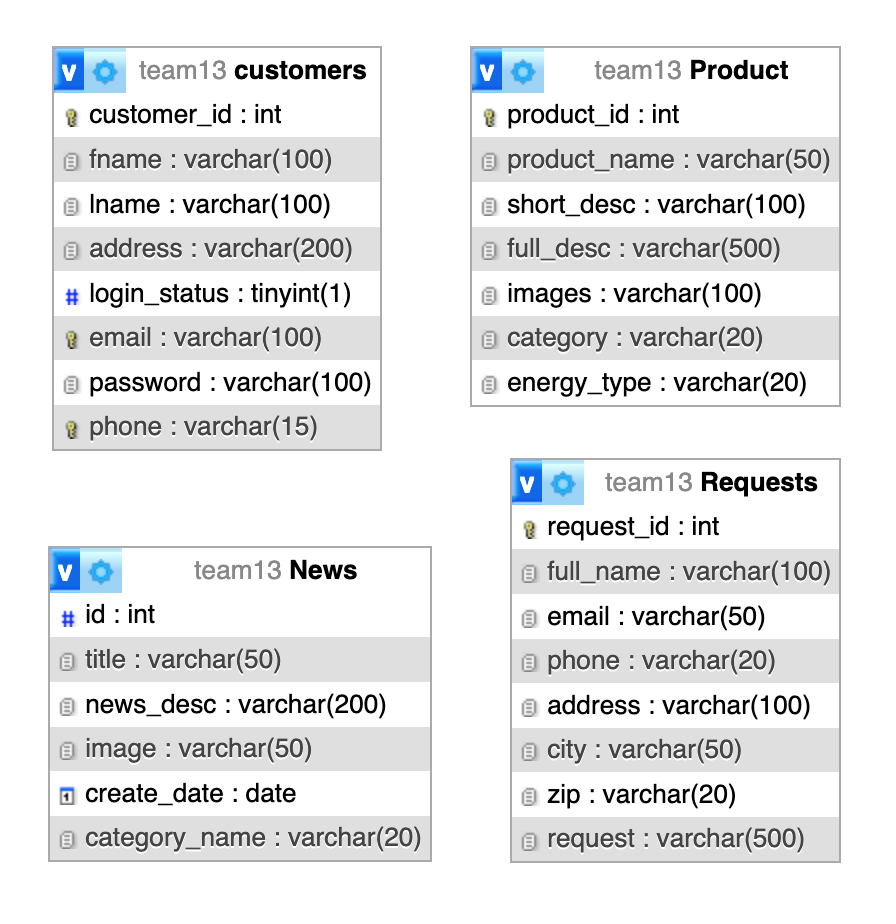 v team13 customers
customer_id : int
fname : varchar(100)
lname : varchar(100)
address : varchar(200)
# login_status : tinyint(1)
email : varchar(100)
password : varchar(100)
phone : varchar(15)
v team13 Product
product_id : int
product_name : varchar(50)
short_desc : varchar(100)
full_desc : varchar(500)
images : varchar(100)
category : varchar(20)
energy_type : varchar(20)
v team13 News
# id : int
title : varchar(50)
news_desc : varchar(200)
image : varchar(50)
1 create_date : date
category_name : varchar(20)
v team13 Requests
request_id : int
full_name : varchar(100)
email : varchar(50)
phone : varchar(20)
address : varchar(100)
city : varchar(50)
zip : varchar(20)
request : varchar(500)